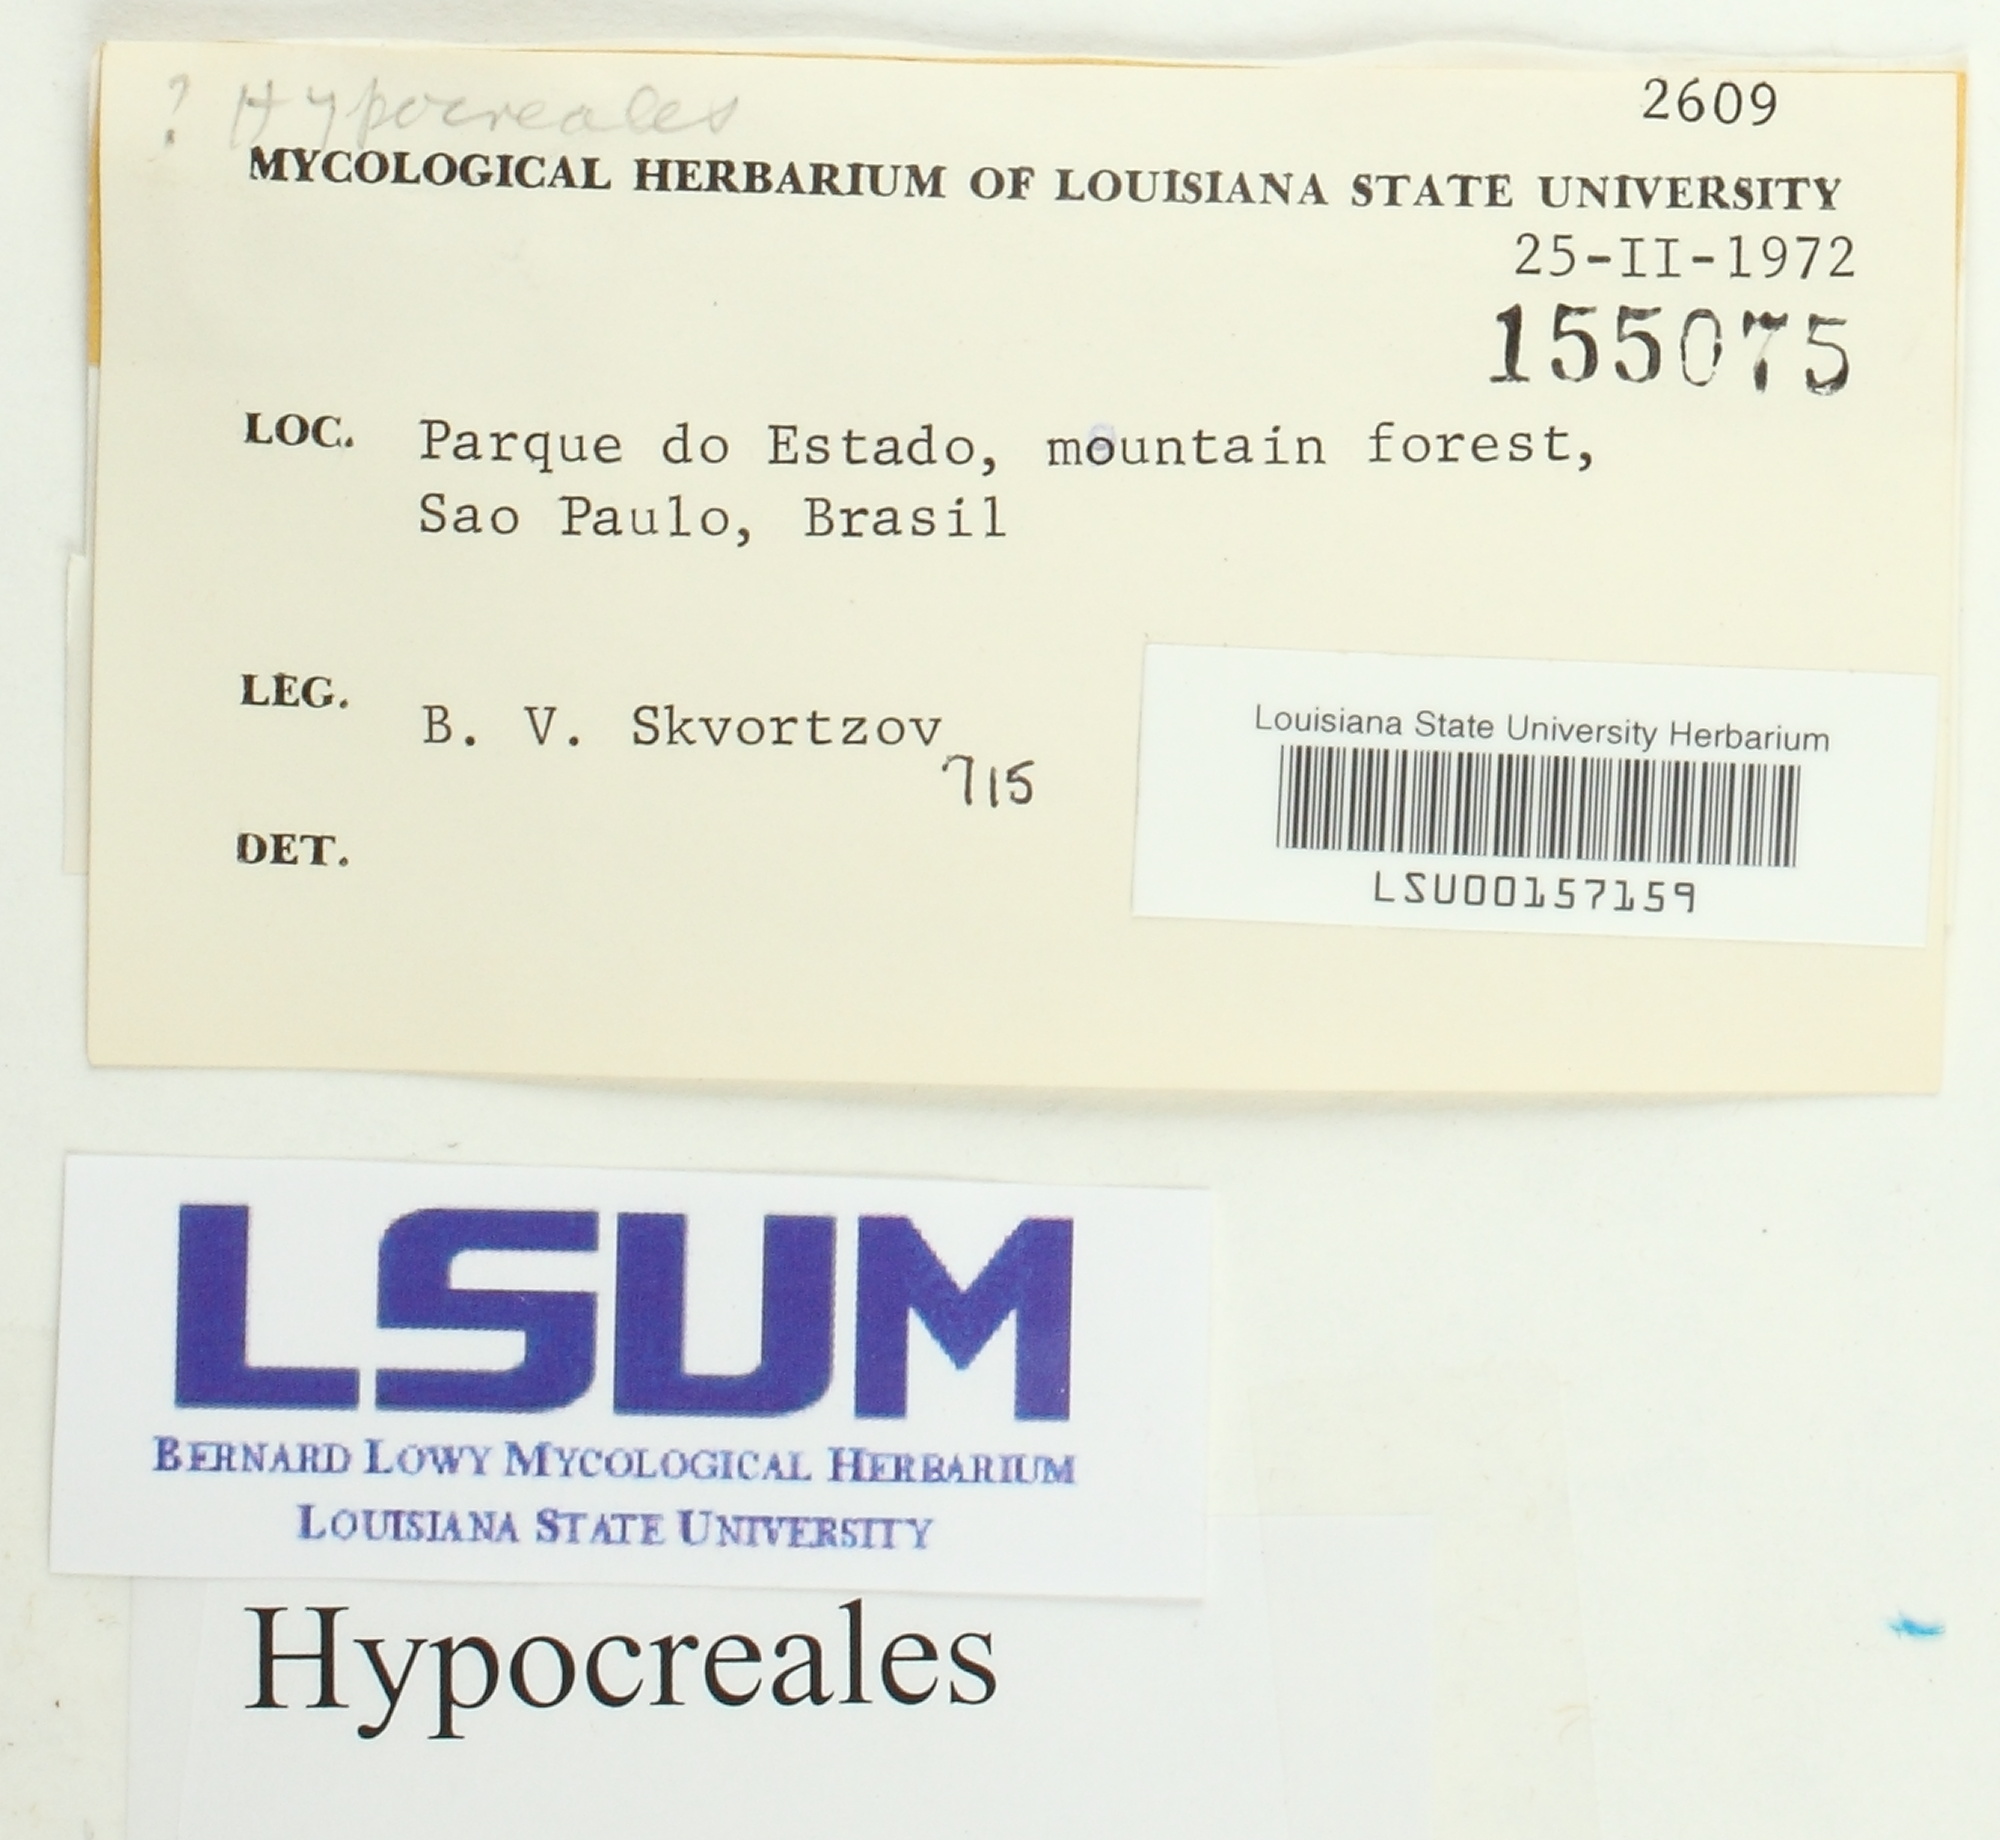 2609
? Hypocreales
MYCOLOGICAL HERBARIUM OF LOUISIANA STATE UNIVERSITY
25-II-1972
155075
LOC. Parque do Estado, mountain forest,
Sao Paulo, Brasil
LEG. B. V. Skvortzov
715
DET.
Louisiana State University Herbarium
LSU00157159
LSUM
BERNARD LOWY MYCOLOGICAL HERBARIUM
LOUISIANA STATE UNIVERSITY
Hypocreales